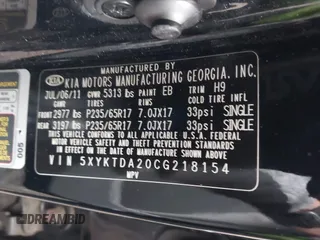 MANUFACTURED BY
KIA KIA MOTORS MANUFACTURING GEORGIA, INC.
JUL/06/11 GVWR 5313 lbs PAINT EB TRIM H9
GAWR TIRES RIMS COLD TIRE
FRONT 2977 lbs P235/65R17 7.0JX17 33psi SINGLE
REAR 3197 lbs P235/65R17 7.0JX17 33psi SINGLE
THIS VEHICLE CONFORMS TO ALL APPLICABLE FEDERAL MOTOR
VEHICLE SAFETY AND THEFT PREVENTION STANDARDS IN
EFFECT ON THE DATE OF MANUFACTURE SHOWN ABOVE.
VIN 5XYKTDA20CG218154
MPV
005
DREAMBID